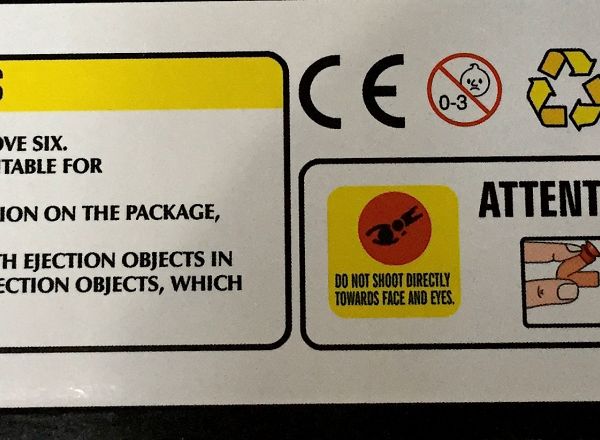 S
OVE SIX.
TABLE FOR
ION ON THE PACKAGE,
TH EJECTION OBJECTS IN
ECTION OBJECTS, WHICH
CE
0-3
ATTENT
DO NOT SHOOT DIRECTLY
TOWARDS FACE AND EYES.